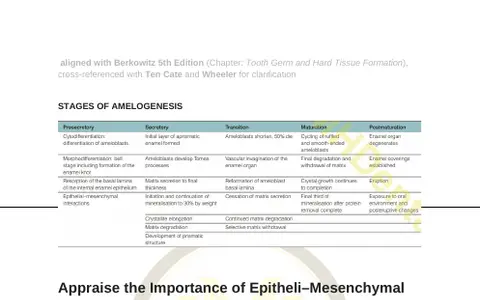 aligned with Berkowitz 5th Edition (Chapter: Tooth Germ and Hard Tissue Formation),
cross-referenced with Ten Cate and Wheeler for clarification
STAGES OF AMELOGENESIS
Presecretory Secretory Transition Maturation Postmaturation
Cytodifferentiation: differentiation of ameloblasts Initial layer of aprismatic enamel formed Ameloblasts shorten, 50% die Cycling of ruffled and smooth-ended ameloblasts Enamel organ degenerates
Morphodifferentiation: bell stage including formation of the enamel knot Ameloblasts develop Tomes processes Vascular invagination of the enamel organ Final degradation and withdrawal of matrix Enamel coverings established
Resorption of the basal lamina of the internal enamel epithelium Matrix secretion to final thickness Reformation of ameloblast basal lamina Crystal growth continues to completion Eruption
Epithelial–mesenchymal interactions Initiation and continuation of mineralisation to 30% by weight Cessation of matrix secretion Final third of mineralisation after protein removal complete Exposure to oral environment and posteruptive changes
Crystallite elongation Continued matrix degradation
Matrix degradation Selective matrix withdrawal
Development of prismatic structure
Appraise the Importance of Epitheli–Mesenchymal